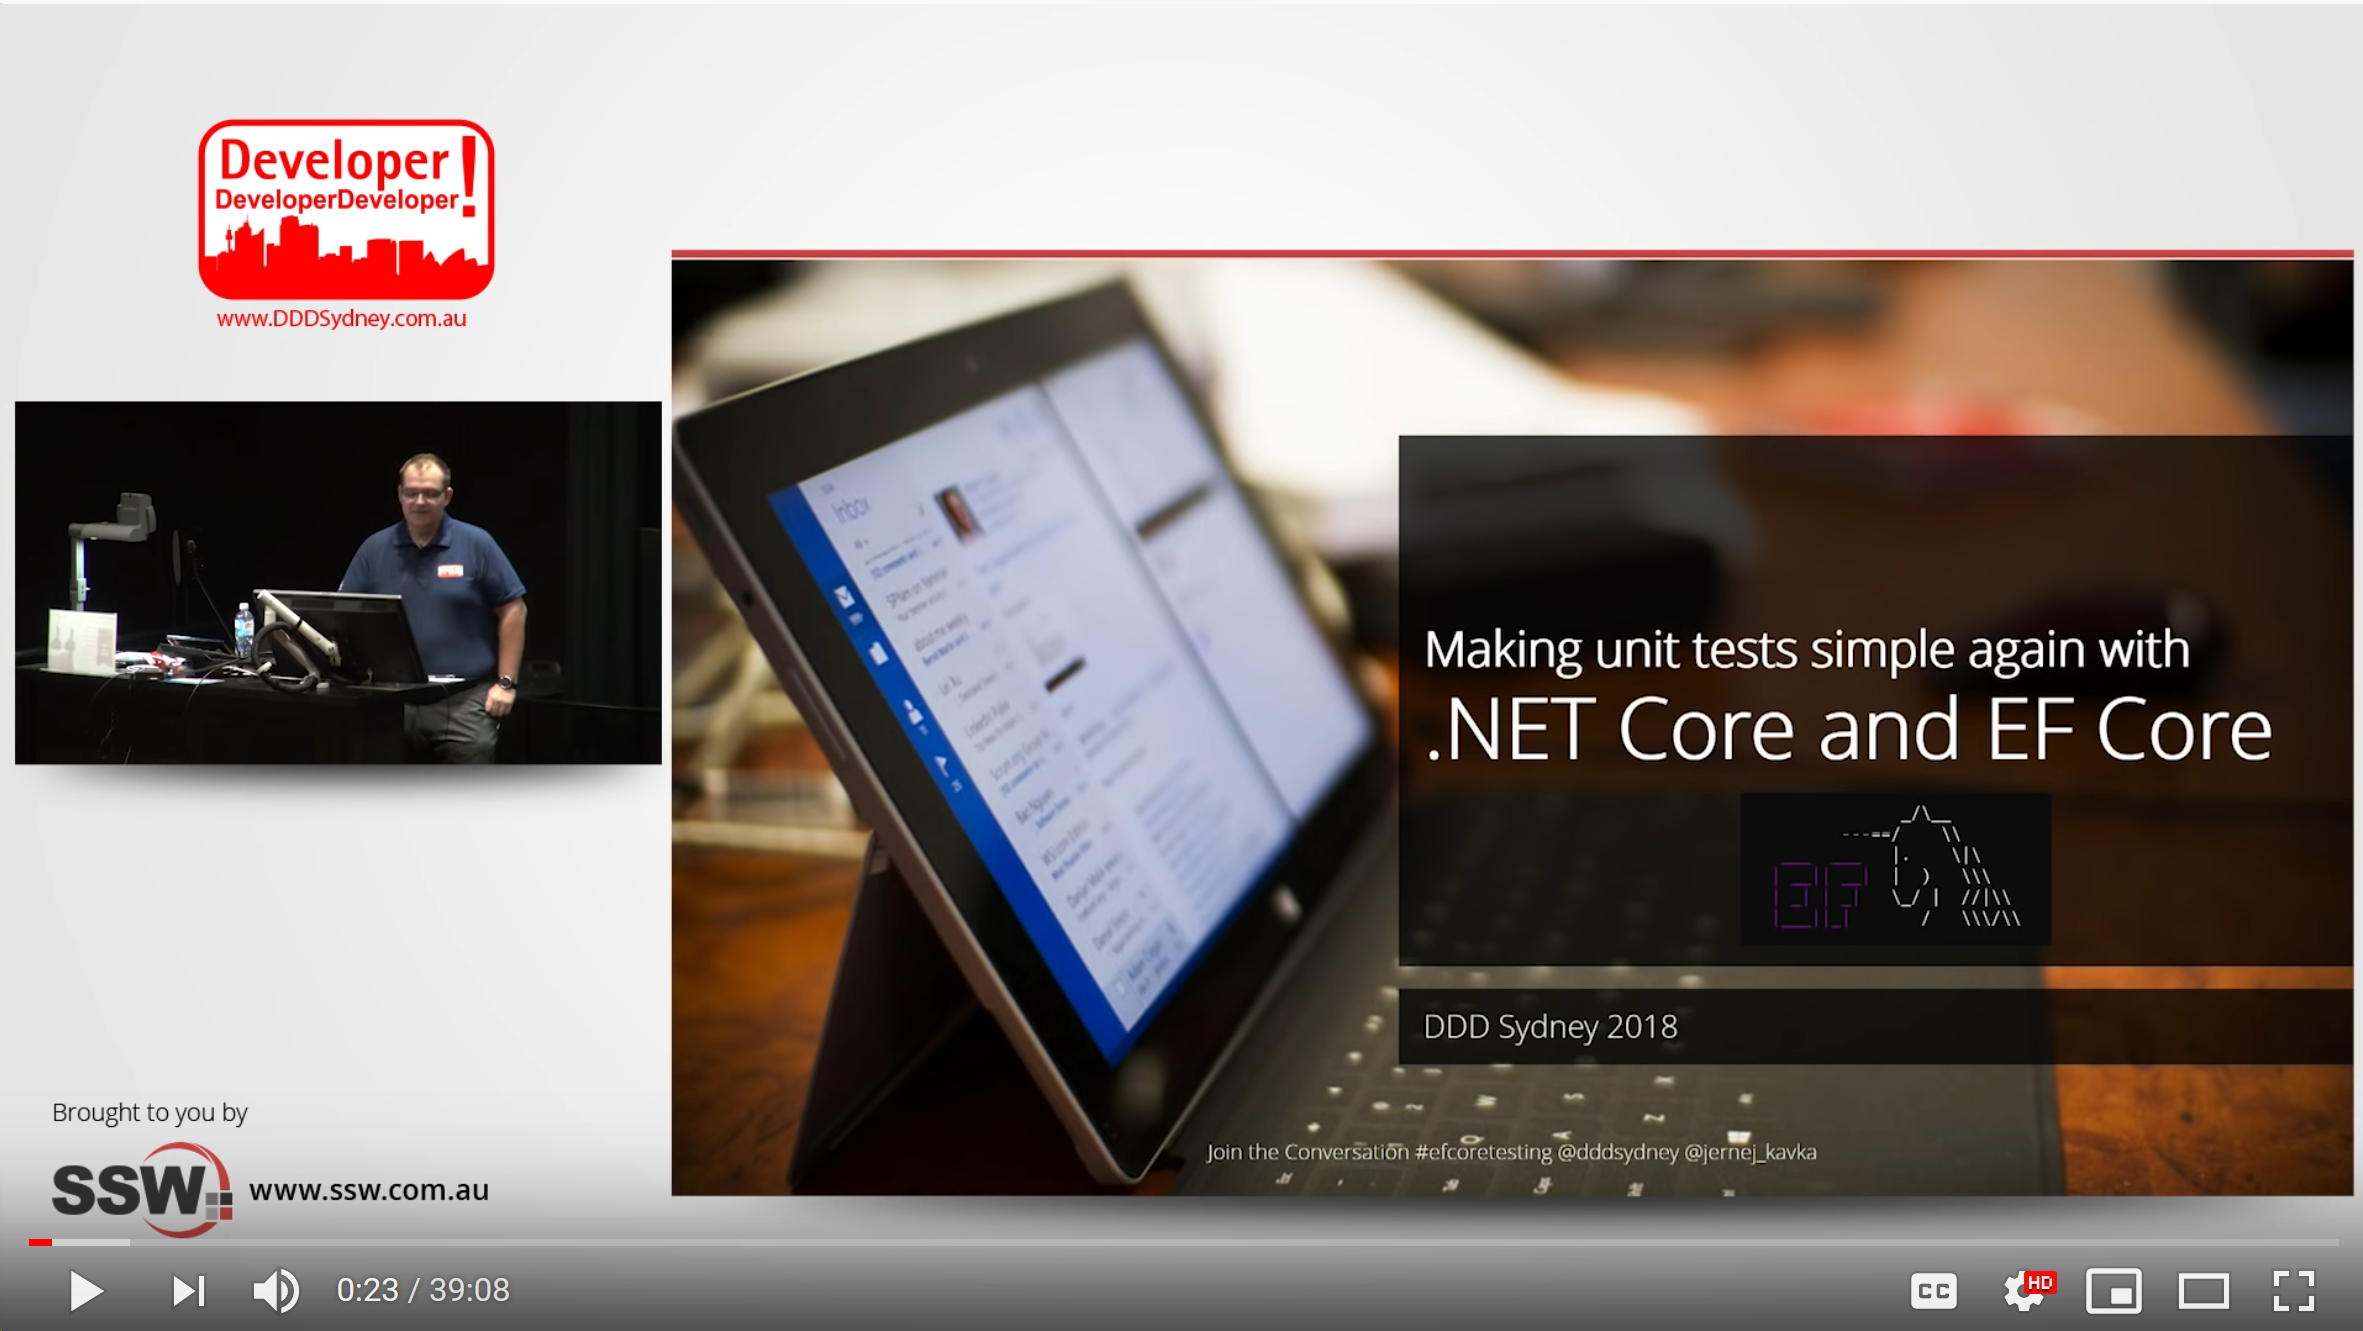 Developer!
DeveloperDeveloper
www.DDDSydney.com.au
Inbox
Making unit tests simple again with
.NET Core and EF Core
EF
DDD Sydney 2018
Join the Conversation #efcoretesting @dddsydney @jernej_kavka
Brought to you by
SSW
www.ssw.com.au
0:23 / 39:08
CC
HD